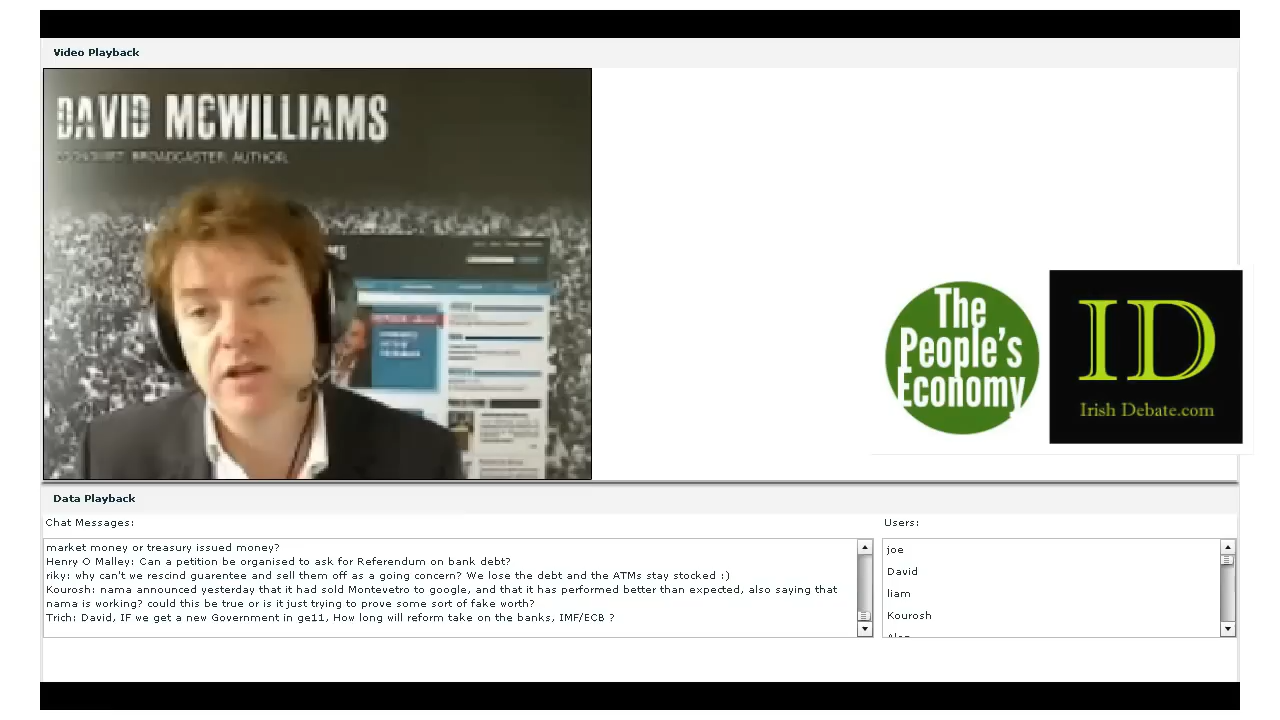 Video Playback
DAVID MCWILLIAMS
BROADCASTER. AUTHOR.
The
People's
Economy
ID
Irish Debate.com
Data Playback
Chat Messages:
market money or treasury issued money?
Henry O Malley: Can a petition be organised to ask for Referendum on bank debt?
riky: why can't we rescind guarentee and sell them off as a going concern? We lose the debt and the ATMs stay stocked :)
Kourosh: nama announced yesterday that it had sold Montevetro to google, and that it has performed better than expected, also saying that
nama is working? could this be true or is it just trying to prove some sort of fake worth?
Trich: David, IF we get a new Government in ge11, How long will reform take on the banks, IMF/ECB ?
Users:
joe
David
liam
Kourosh